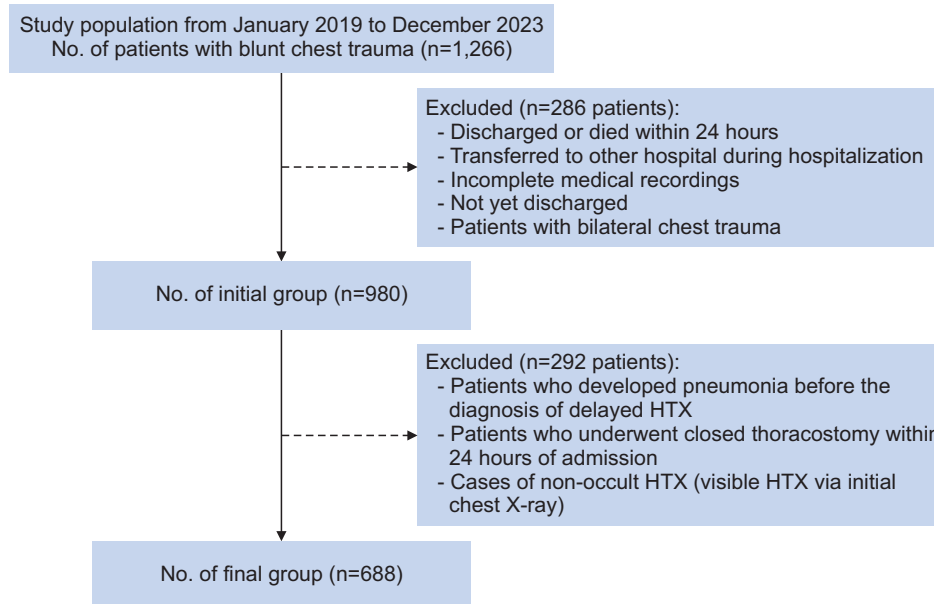 Study population from January 2019 to December 2023
No. of patients with blunt chest trauma (n=1,266)
Excluded (n=286 patients):
- Discharged or died within 24 hours
- Transferred to other hospital during hospitalization
- Incomplete medical recordings
- Not yet discharged
- Patients with bilateral chest trauma
No. of initial group (n=980)
Excluded (n=292 patients):
- Patients who developed pneumonia before the
diagnosis of delayed HTX
- Patients who underwent closed thoracostomy within
24 hours of admission
- Cases of non-occult HTX (visible HTX via initial
chest X-ray)
No. of final group (n=688)